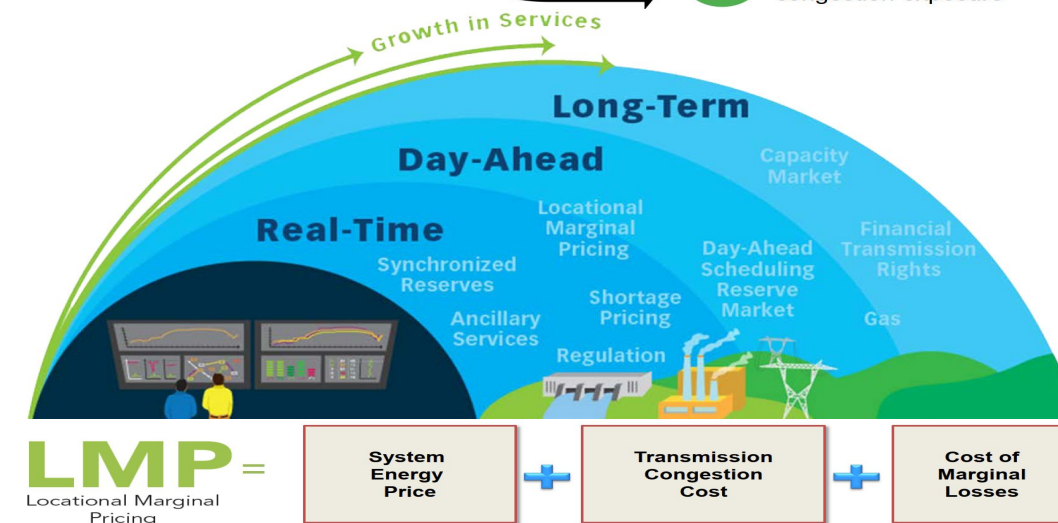 congestion exposure
Growth in Services
Long-Term
Day-Ahead
Real-Time
Capacity
Market
Locational
Marginal
Pricing
Financial
Transmission
Rights
Synchronized
Reserves
Day-Ahead
Scheduling
Reserve
Market
Shortage
Pricing
Ancillary
Services
Gas
Regulation
LMP=
Locational Marginal
Pricing
System
Energy
Price
+
Transmission
Congestion
Cost
+
Cost of
Marginal
Losses